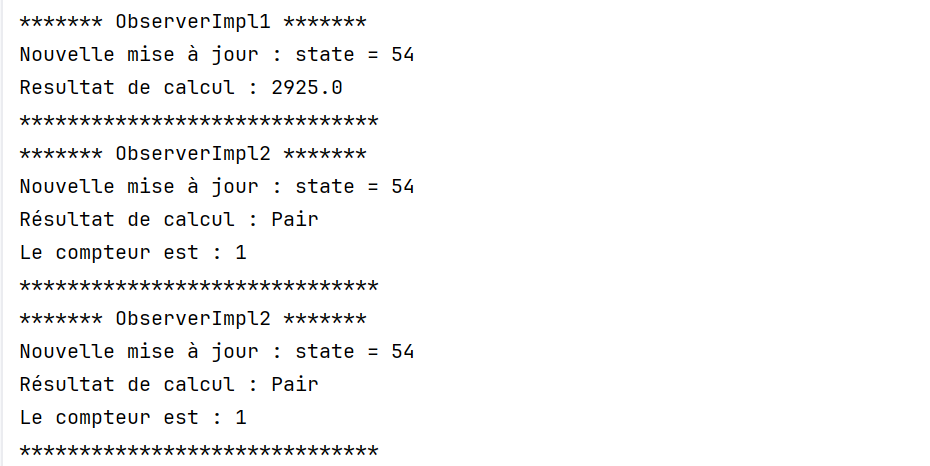 ******* ObserverImpl1 *******
Nouvelle mise à jour : state = 54
Resultat de calcul : 2925.0
******************************
******* ObserverImpl2 *******
Nouvelle mise à jour : state = 54
Résultat de calcul : Pair
Le compteur est : 1
******************************
******* ObserverImpl2 *******
Nouvelle mise à jour : state = 54
Résultat de calcul : Pair
Le compteur est : 1
******************************